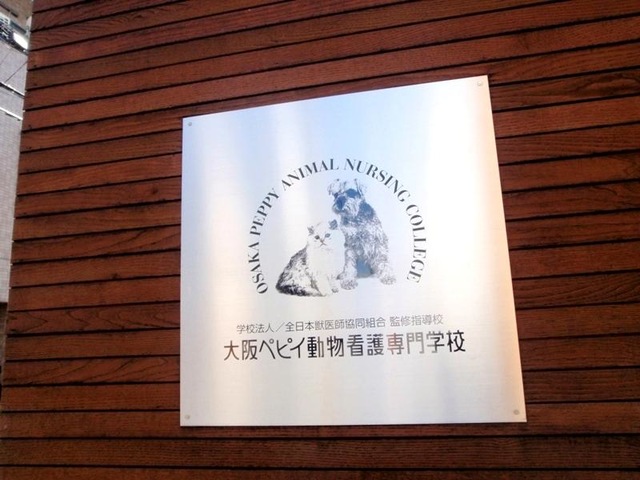 OSAKA PEPPY ANIMAL NURSING COLLEGE
学校法人／全日本獣医師協同組合 監修指導校
大阪ペピイ動物看護専門学校